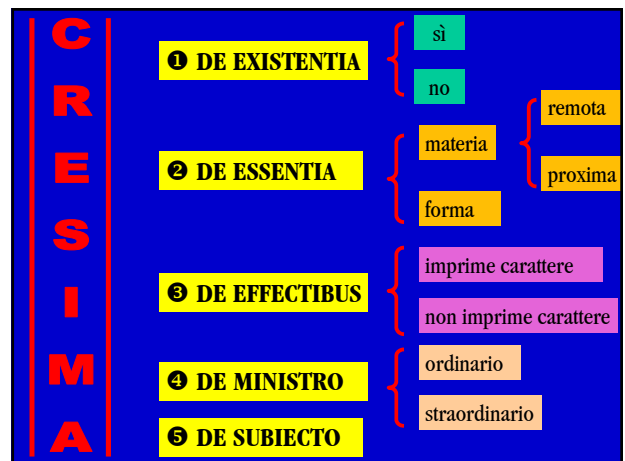 CRESIMA
❶ DE EXISTENTIA
sì
no
❷ DE ESSENTIA
materia
remota
proxima
forma
❸ DE EFFECTIBUS
imprime carattere
non imprime carattere
❹ DE MINISTRO
ordinario
straordinario
❺ DE SUBIECTO